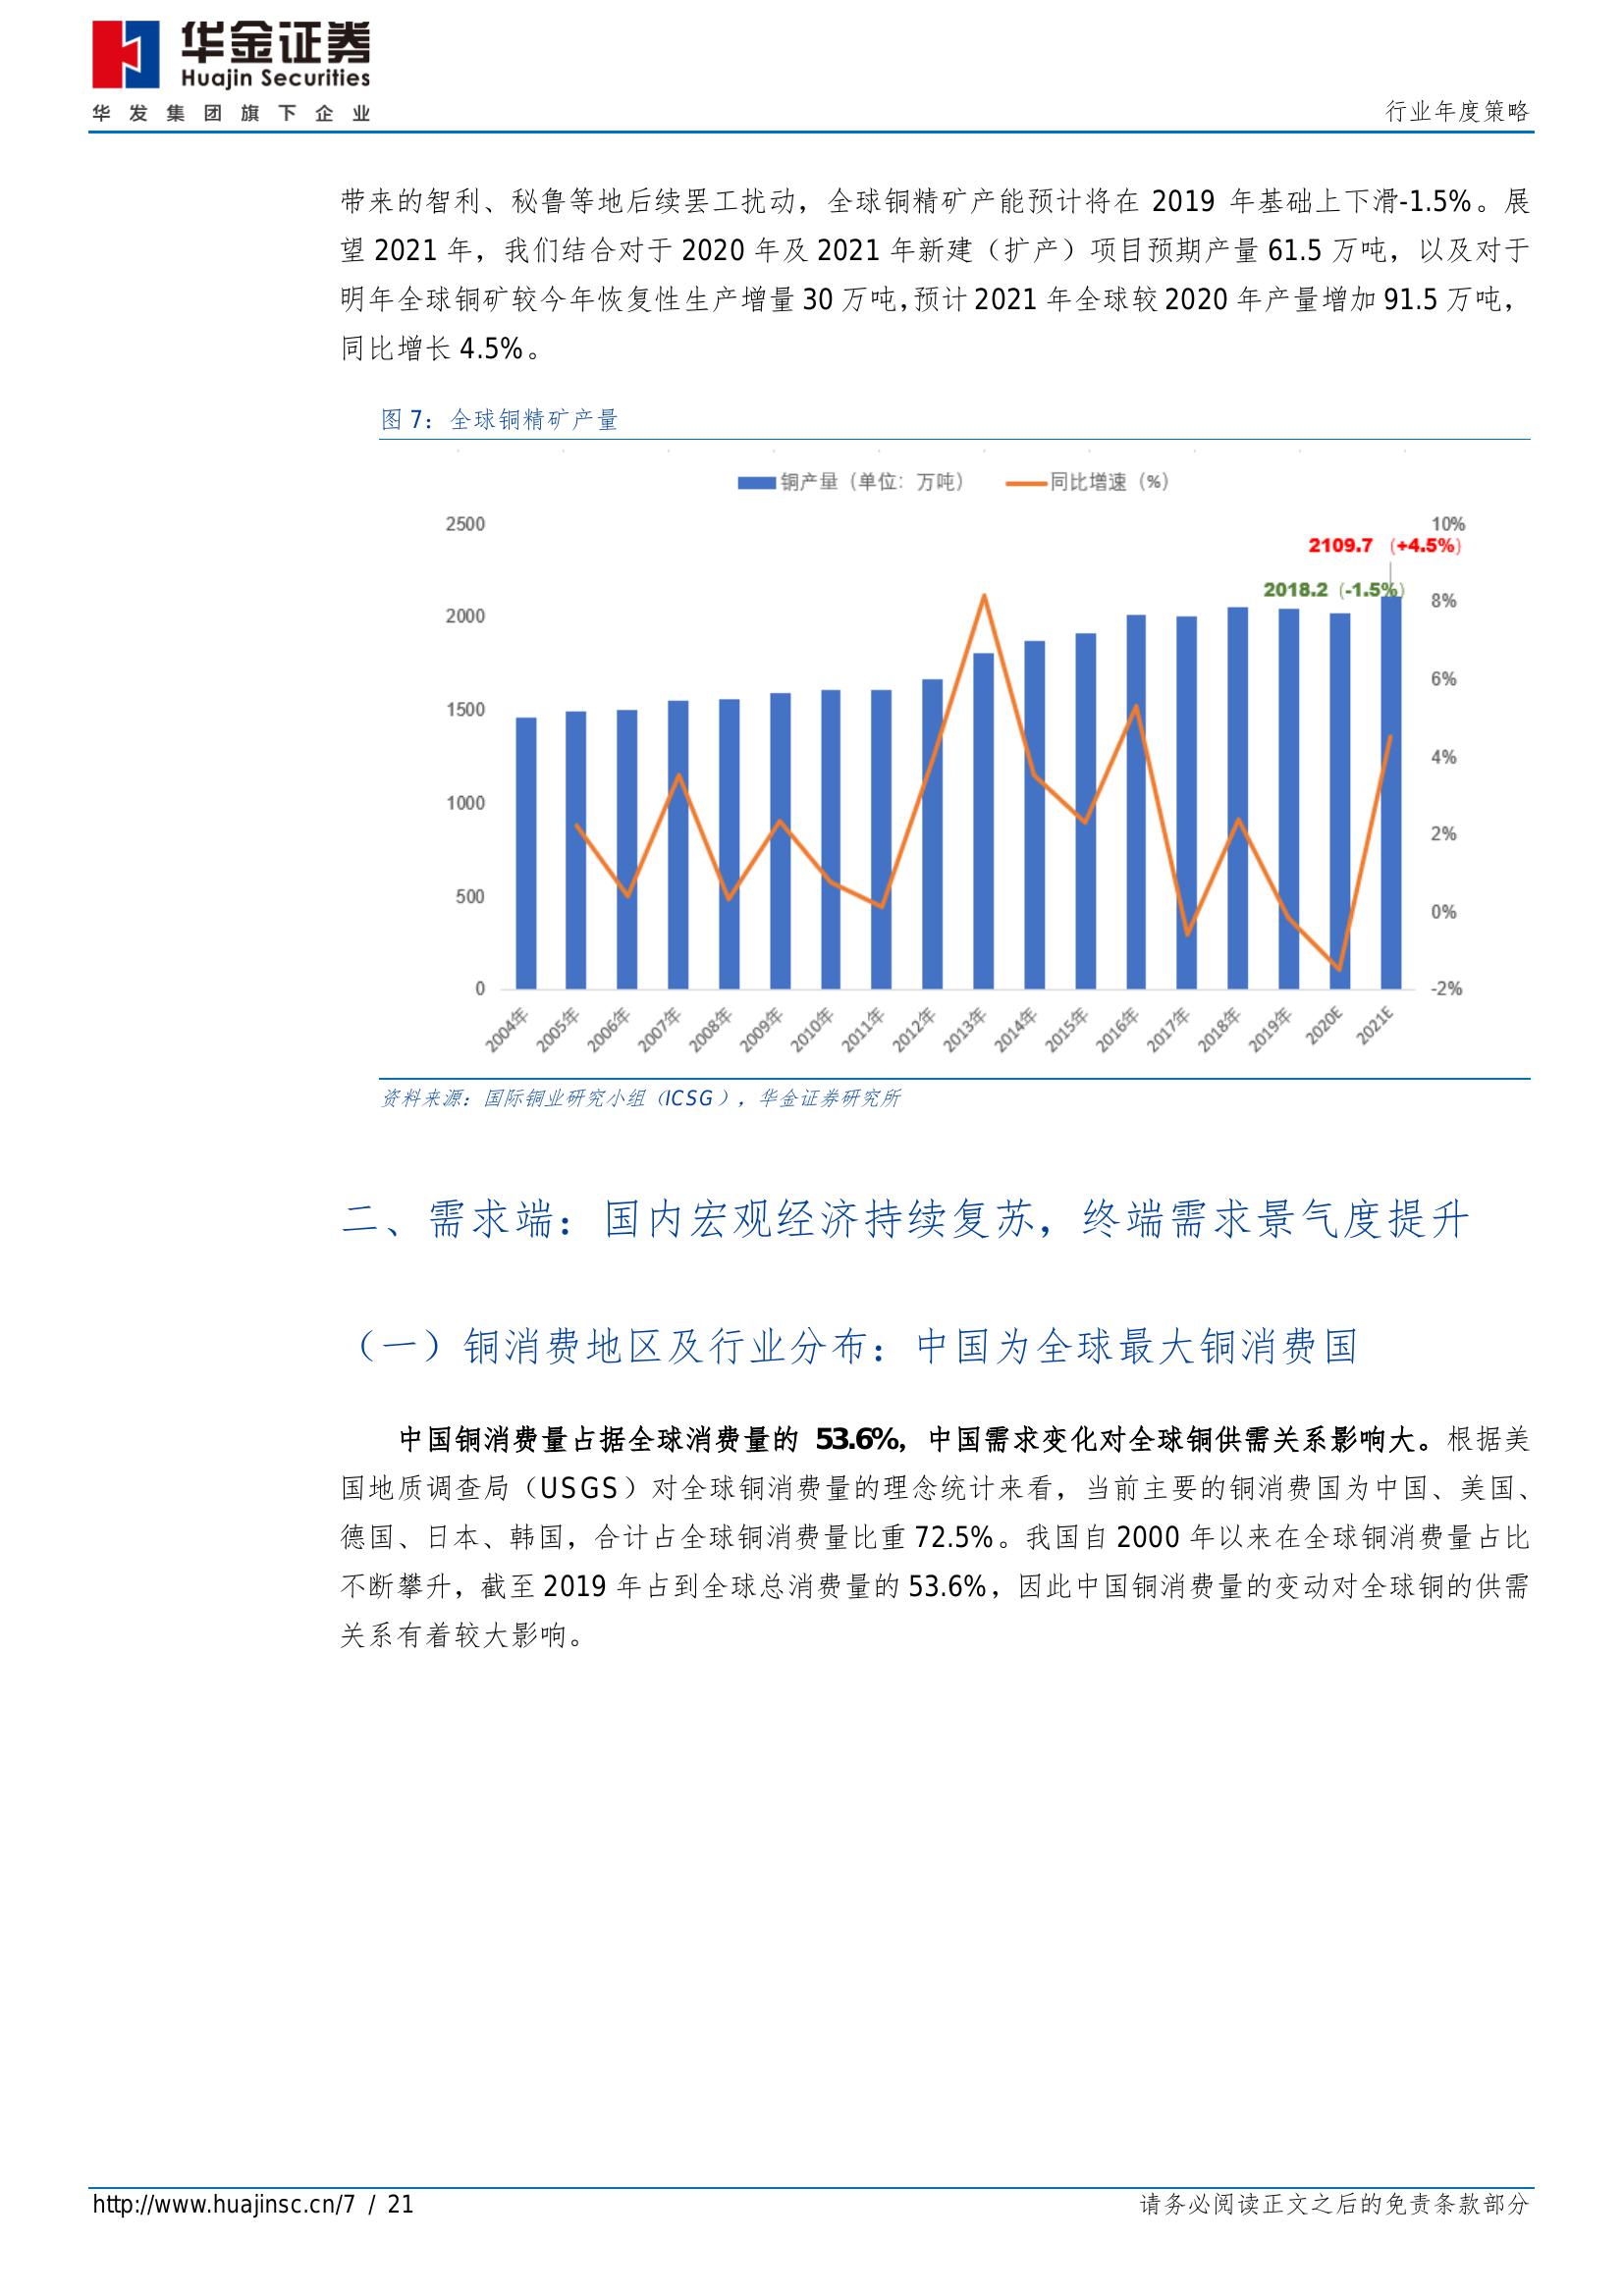 华金证券
Huajin Securities
华发集团旗下企业
行业年度策略
带来的智利、秘鲁等地后续罢工扰动，全球铜精矿产能预计将在 2019 年基础上下滑-1.5%。展
望 2021 年，我们结合对于 2020 年及 2021 年新建（扩产）项目预期产量 61.5 万吨，以及对于
明年全球铜矿较今年恢复性生产增量 30 万吨，预计 2021 年全球较 2020 年产量增加 91.5 万吨，
同比增长 4.5%。
图 7：全球铜精矿产量
铜产量（单位：万吨） 同比增速（%）
2500
2000
1500
1000
500
0
10%
8%
6%
4%
2%
0%
-2%
2109.7 （+4.5%）
2018.2（-1.5%）
2004年 2005年 2006年 2007年 2008年 2009年 2010年 2011年 2012年 2013年 2014年 2015年 2016年 2017年 2018年 2019年 2020E 2021E
资料来源：国际铜业研究小组（ICSG），华金证券研究所
二、需求端：国内宏观经济持续复苏，终端需求景气度提升
（一）铜消费地区及行业分布：中国为全球最大铜消费国
中国铜消费量占据全球消费量的 53.6%，中国需求变化对全球铜供需关系影响大。根据美
国地质调查局（USGS）对全球铜消费量的理念统计来看，当前主要的铜消费国为中国、美国、
德国、日本、韩国，合计占全球铜消费量比重 72.5%。我国自 2000 年以来在全球铜消费量占比
不断攀升，截至 2019 年占到全球总消费量的 53.6%，因此中国铜消费量的变动对全球铜的供需
关系有着较大影响。
http://www.huajinsc.cn/7 / 21
请务必阅读正文之后的免责条款部分